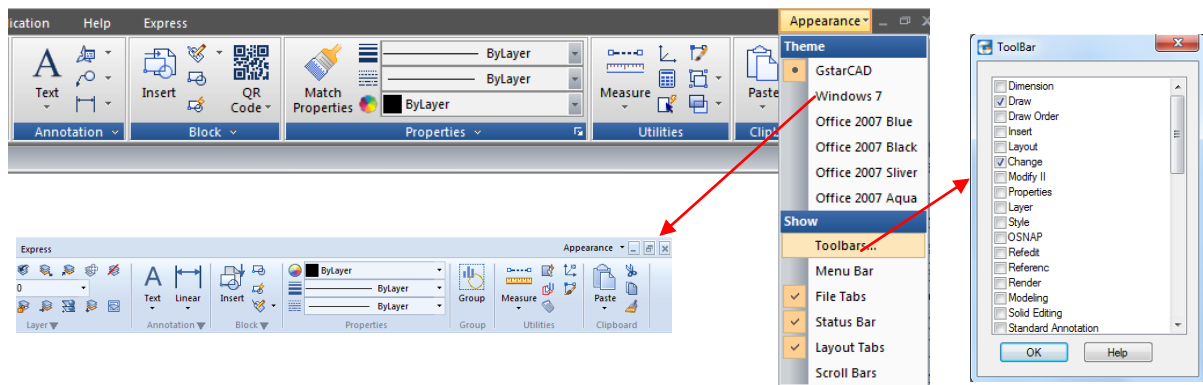 ication Help Express
Text
Annotation
Insert
QR
Code
Block
Match
Properties
ByLayer
ByLayer
ByLayer
Properties
Measure
Utilities
Paste
Clip
Appearance
Theme
GstarCAD
Windows 7
Office 2007 Blue
Office 2007 Black
Office 2007 Sliver
Office 2007 Aqua
Show
Toolbars...
Menu Bar
File Tabs
Status Bar
Layout Tabs
Scroll Bars
ToolBar
Dimension
Draw
Draw Order
Insert
Layout
Change
Modify II
Properties
Layer
Style
OSNAP
Refedit
Referenc
Render
Modeling
Solid Editing
Standard Annotation
OK Help
Express Appearance
0
Layer
Text Linear
Annotation
Insert
Block
ByLayer
ByLayer
ByLayer
Properties
Group
Group
Measure
Utilities
Paste
Clipboard